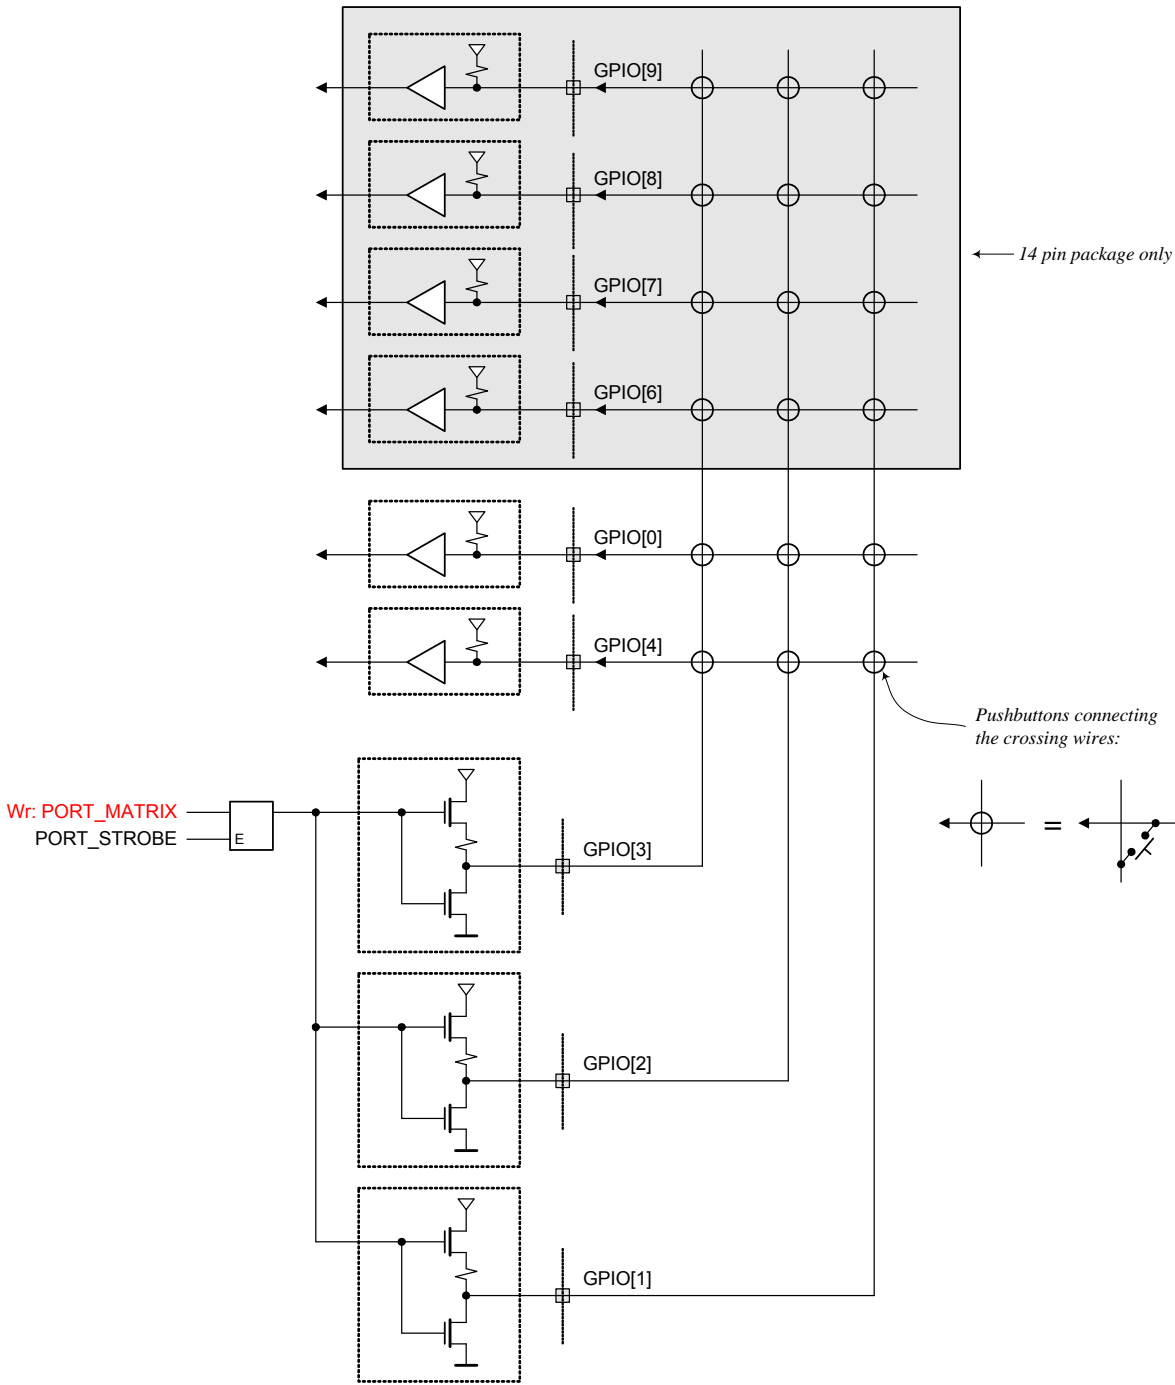 GPIO[9]
GPIO[8]
14 pin package only
GPIO[7]
GPIO[6]
GPIO[0]
GPIO[4]
Pushbuttons connecting
the crossing wires:
Wr: PORT_MATRIX
PORT_STROBE
E
=
GPIO[3]
GPIO[2]
GPIO[1]